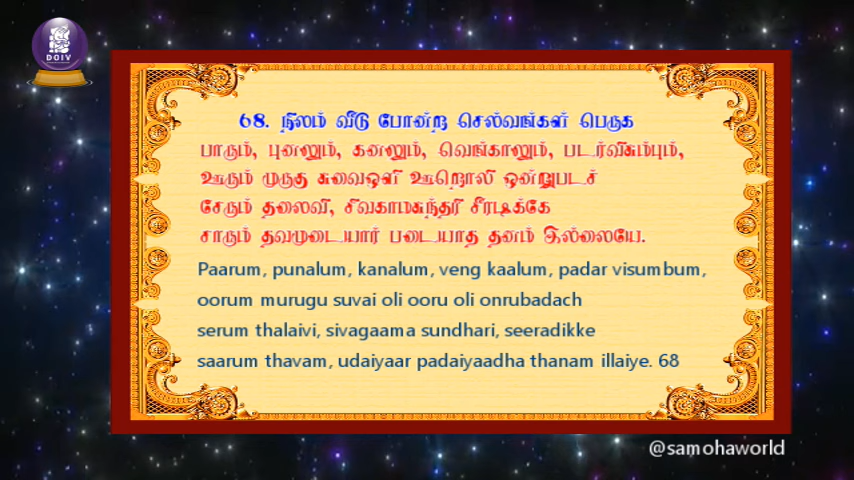 DOIV
68. நிலம் வீடு போன்ற செல்வங்கள் பெருக
பாரும், புனலும், கனலும், வெங்காலும், படர்விசும்பும்,
ஊரும் முருகு சுவைஒளி ஊறொலி ஒன்றுபடச்
சேரும் தலைவி, சிவகாமசுந்தரி சீரடிக்கே
சாரும் தவமுடையார் படையாத தனம் இல்லையே.
Paarum, punalum, kanalum, veng kaalum, padar visumbum,
oorum murugu suvai oli ooru oli onrubadach
serum thalaivi, sivagaama sundhari, seeradikke
saarum thavam, udaiyaar padaiyaadha thanam illaiye. 68
@samohaworld